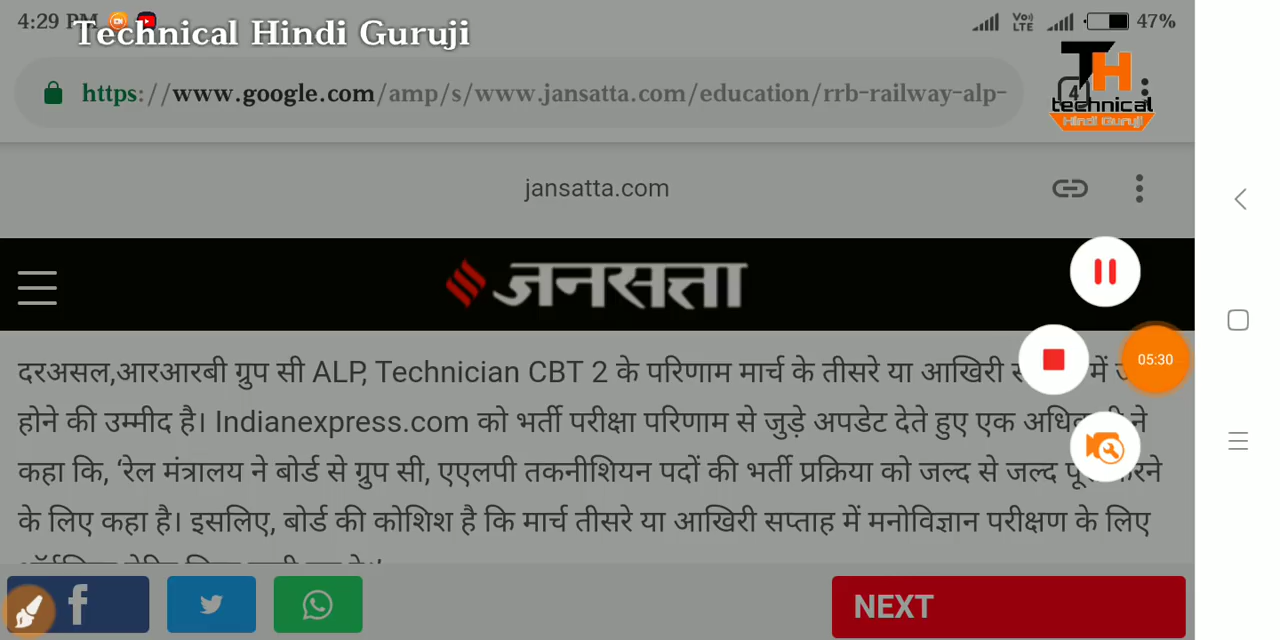 4:29 PM
47%
Technical Hindi Guruji
https://www.google.com/amp/s/www.jansatta.com/education/rrb-railway-alp-
4
TH
technical
Hindi Guruji
jansatta.com
जनसत्ता
दरअसल,आरआरबी ग्रुप सी ALP, Technician CBT 2 के परिणाम मार्च के तीसरे या आखिरी में
होने की उम्मीद है। Indianexpress.com को भर्ती परीक्षा परिणाम से जुड़े अपडेट देते हुए एक ने
कहा कि, ‘रेल मंत्रालय ने बोर्ड से ग्रुप सी, एएलपी तकनीशियन पदों की भर्ती प्रक्रिया को जल्द से जल्द
के लिए कहा है। इसलिए, बोर्ड की कोशिश है कि मार्च तीसरे या आखिरी सप्ताह में मनोविज्ञान परीक्षण के लिए
05:30
NEXT